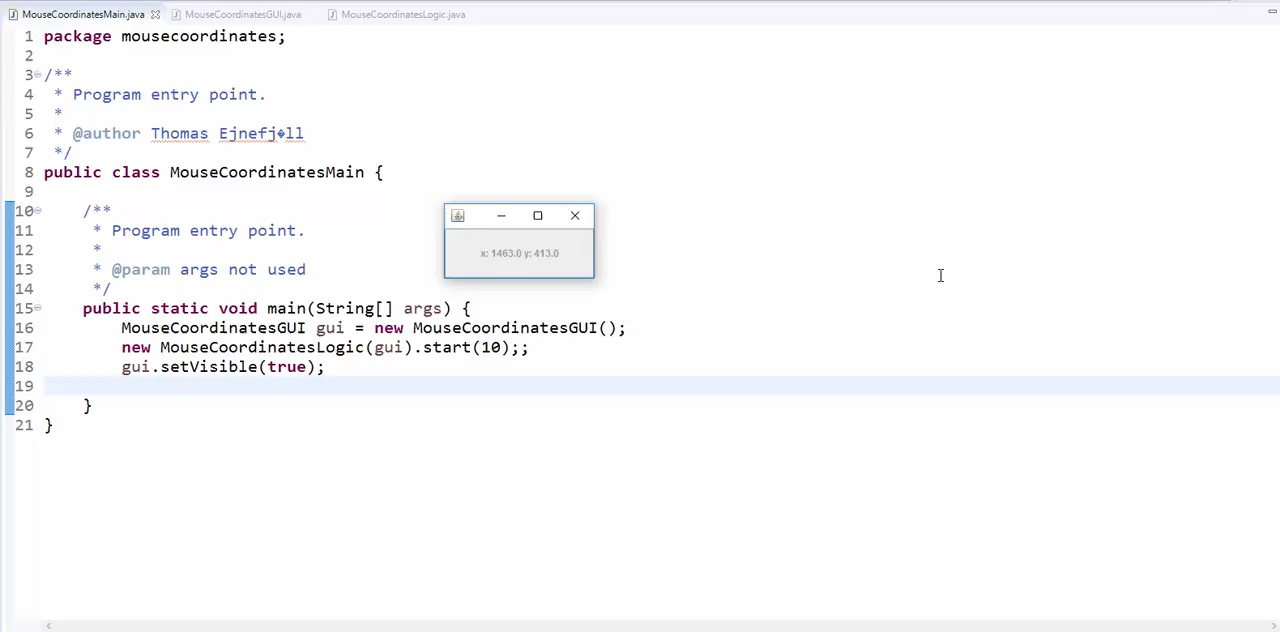 MouseCoordinatesMain.java
MouseCoordinatesGUI.java
MouseCoordinatesLogic.java
1 package mousecoordinates;
2
3 /**
4 * Program entry point.
5 *
6 * @author Thomas Ejnefj�ll
7 */
8 public class MouseCoordinatesMain {
9
10 /**
11 * Program entry point.
12 *
13 * @param args not used
14 */
15 public static void main(String[] args) {
16 MouseCoordinatesGUI gui = new MouseCoordinatesGUI();
17 new MouseCoordinatesLogic(gui).start(10);;
18 gui.setVisible(true);
19
20 }
21 }
x: 1463.0 y: 413.0